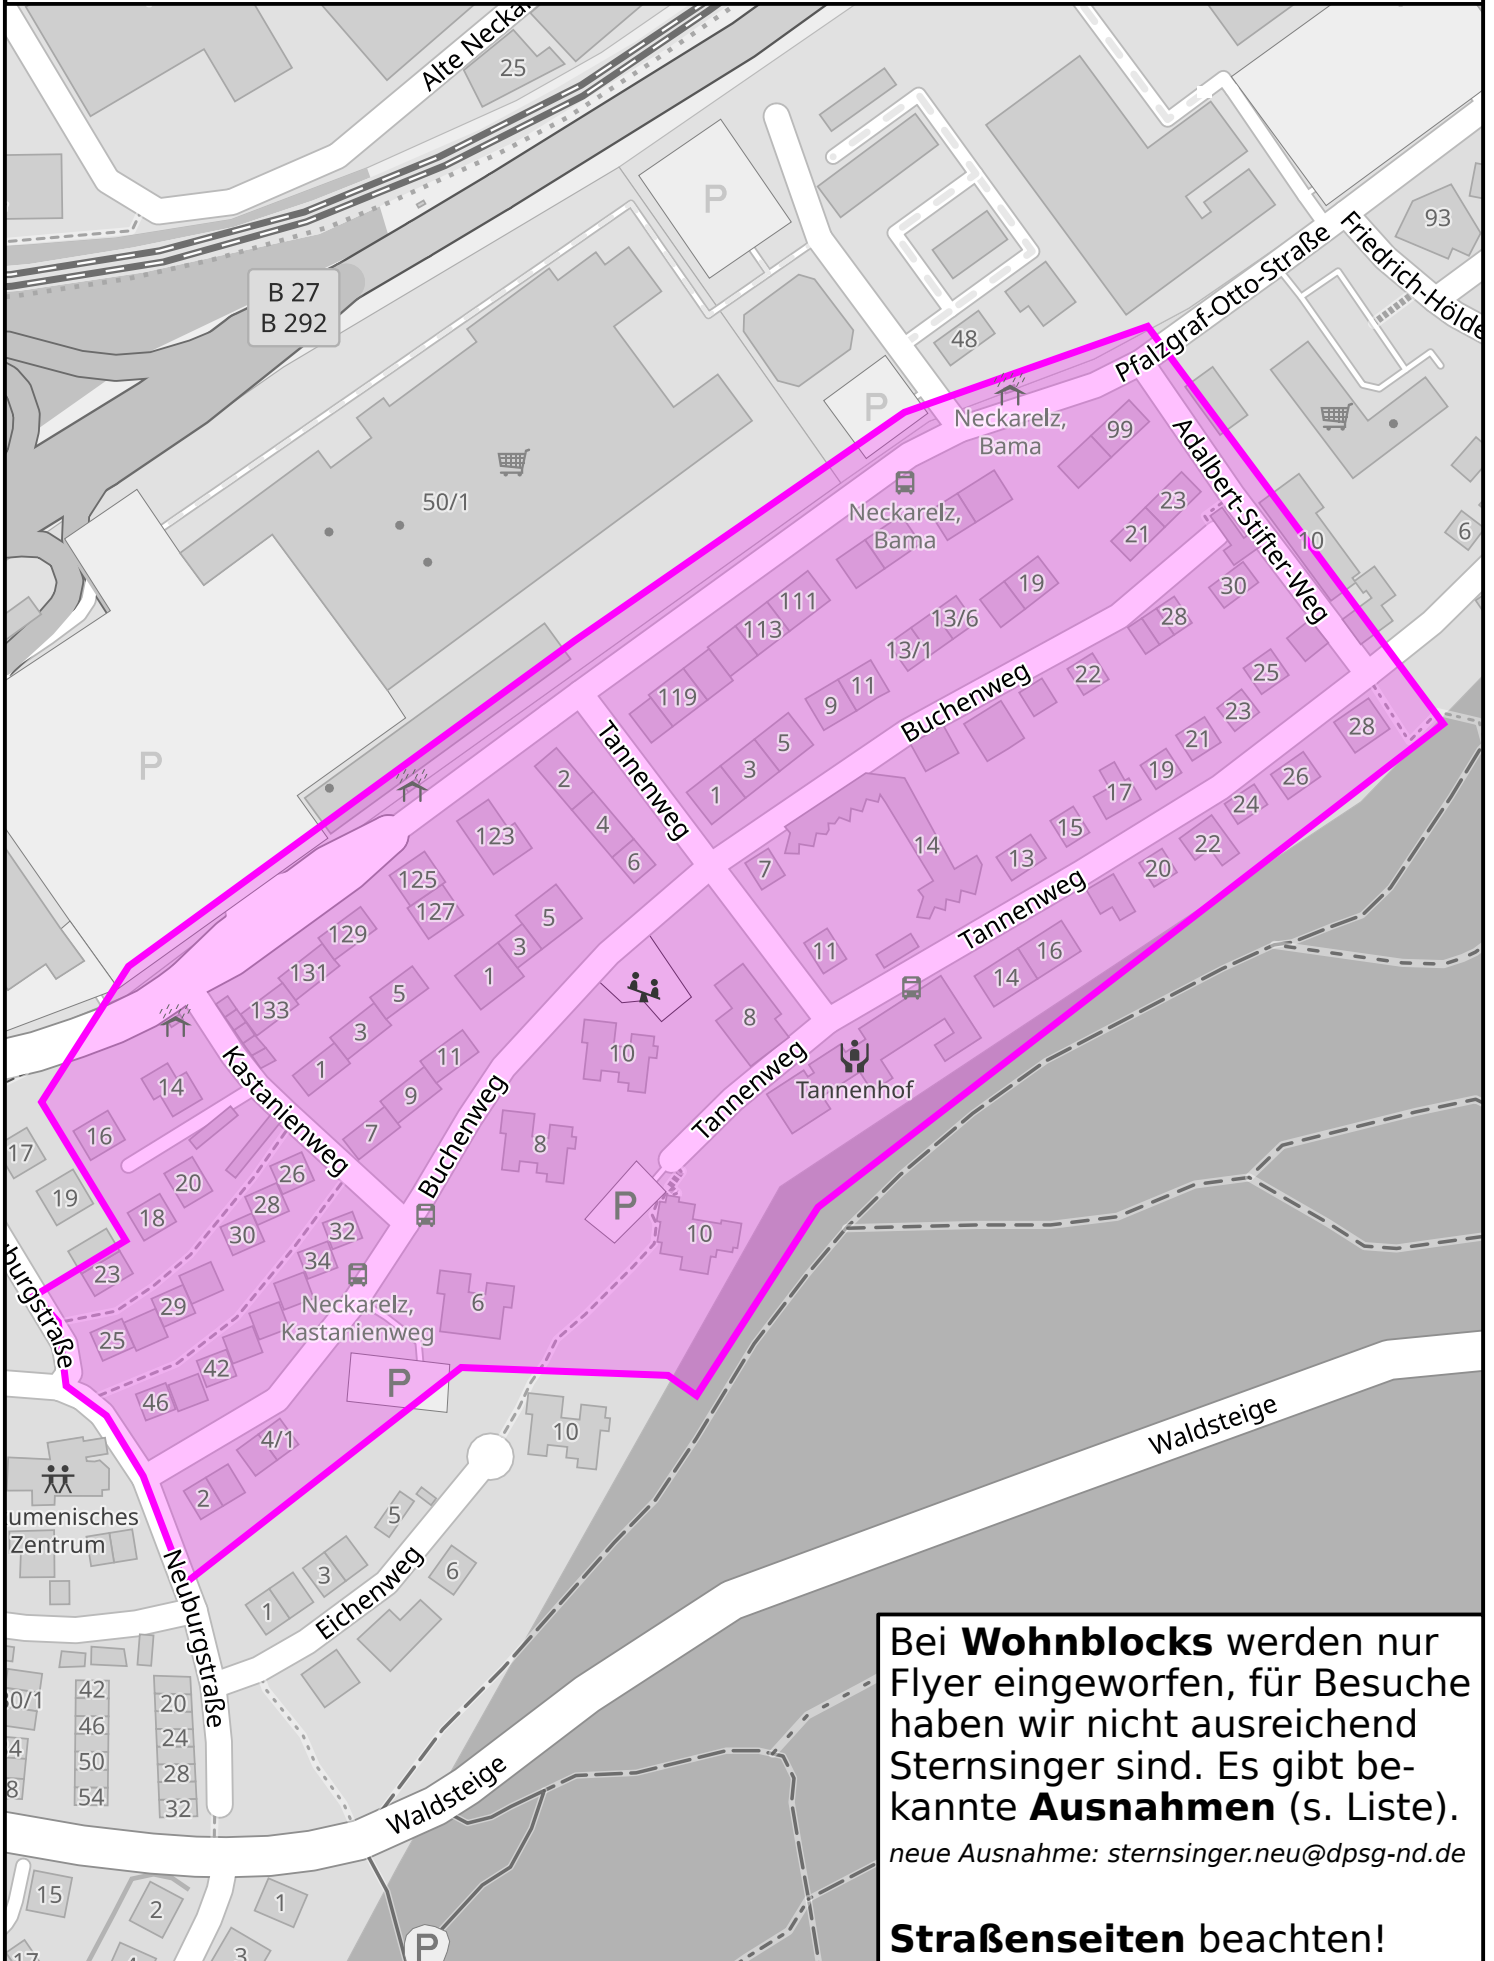 Alte Neckar
25
B 27
B 292
P
93
Friedrich-Hölde
Pfalzgraf-Otto-Straße
48
P
Neckarelz,
Bama
99
Adalbert-Stifter-Weg
50/1
Neckarelz,
Bama
23
21
10
6
111
113
119
19
13/6
13/1
11
9
5
3
1
Buchenweg
28
30
22
25
23
21
19
17
15
13
28
26
24
22
20
P
Tannenweg
2
4
6
123
125
127
129
131
133
7
14
11
Tannenweg
16
14
5
3
1
5
3
1
11
9
7
8
10
8
Tannenweg
Tannenhof
Kastanienweg
Buchenweg
14
16
17
19
20
18
26
28
30
32
34
23
29
25
42
46
P
10
6
Neckarelz,
Kastanienweg
P
burgstraße
4/1
2
10
umenisches
Zentrum
5
3
1
6
Eichenweg
Neuburgstraße
Waldsteige
30/1
4
8
42
46
50
54
20
24
28
32
Waldsteige
15
17
2
4
1
3
P
Bei Wohnblocks werden nur
Flyer eingeworfen, für Besuche
haben wir nicht ausreichend
Sternsinger sind. Es gibt be-
kannte Ausnahmen (s. Liste).
neue Ausnahme: sternsinger.neu@dpsg-nd.de
Straßenseiten beachten!